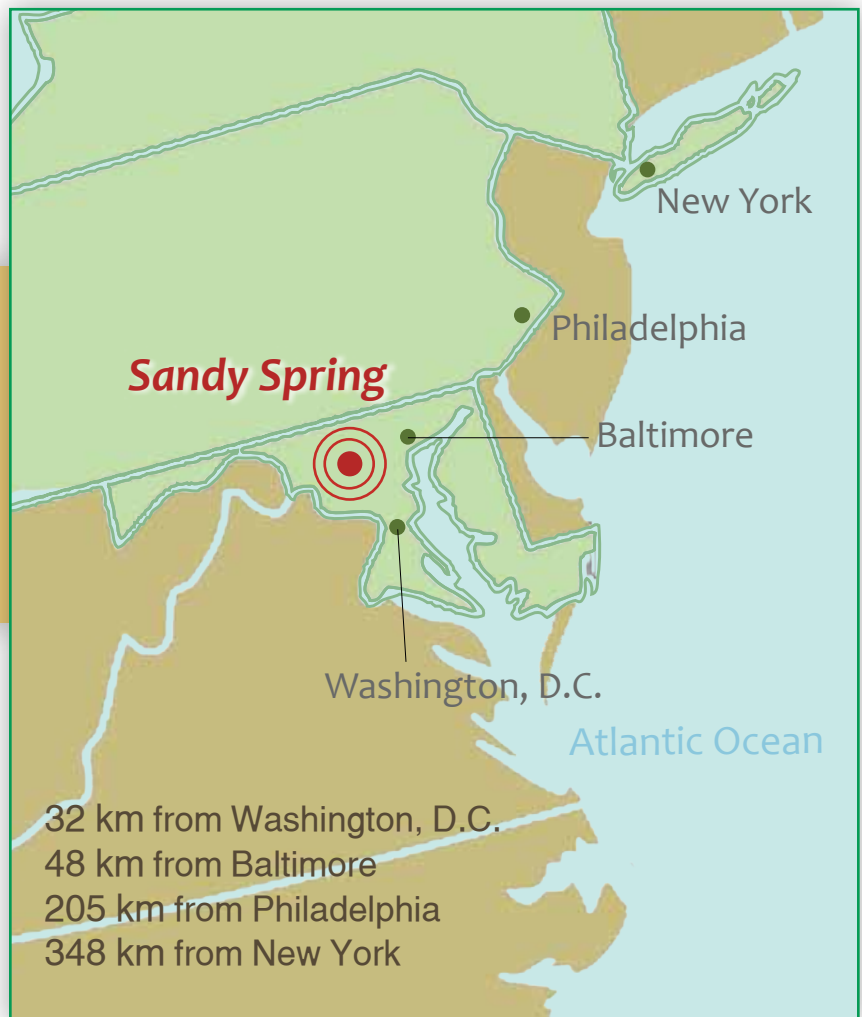 New York
Philadelphia
Sandy Spring
Baltimore
Washington, D.C.
Atlantic Ocean
32 km from Washington, D.C.
48 km from Baltimore
205 km from Philadelphia
348 km from New York